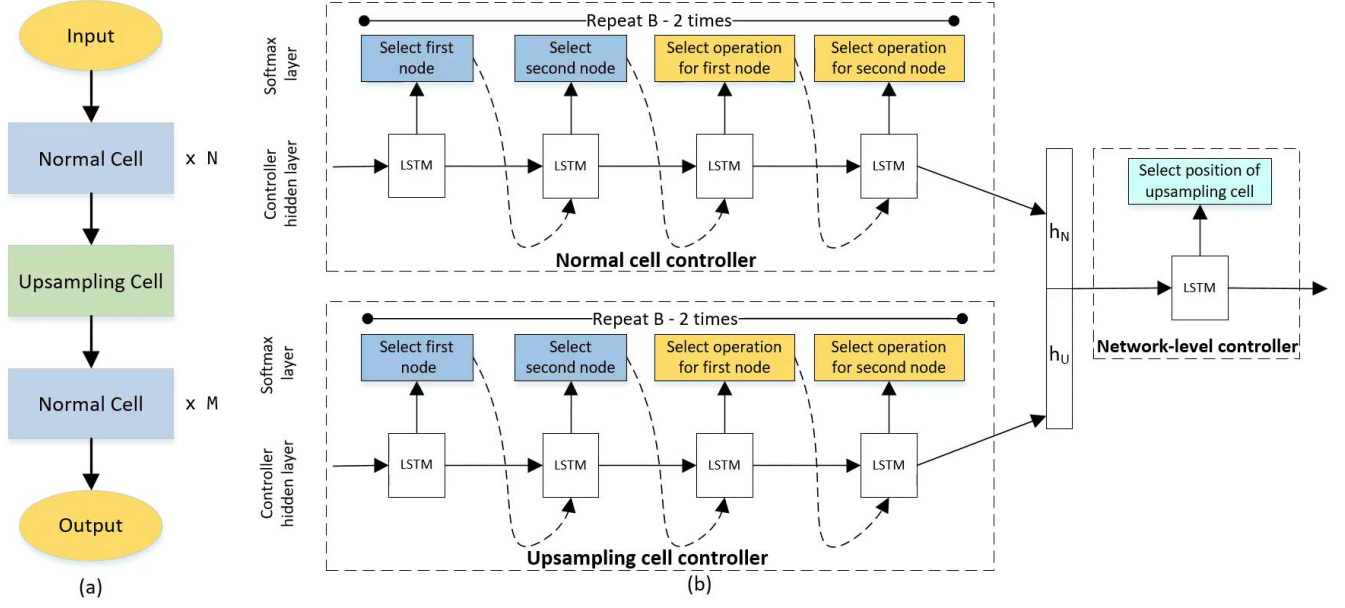 Input
Normal Cell
x N
Upsampling Cell
Normal Cell
x M
Output
(a)
Repeat B - 2 times
Softmax
layer
Select first
node
Select
second node
Select operation
for first node
Select operation
for second node
Controller
hidden layer
LSTM
LSTM
LSTM
LSTM
Normal cell controller
Repeat B - 2 times
Softmax
layer
Select first
node
Select
second node
Select operation
for first node
Select operation
for second node
Controller
hidden layer
LSTM
LSTM
LSTM
LSTM
Upsampling cell controller
hN
hU
Select position of
upsampling cell
LSTM
Network-level controller
(b)